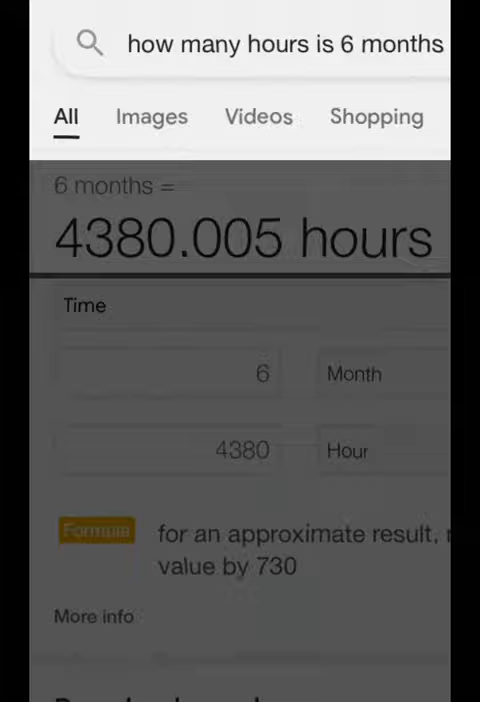 how many hours is 6 months
All Images Videos Shopping
6 months =
4380.005 hours
Time
6 Month
4380 Hour
Formula for an approximate result,
value by 730
More info